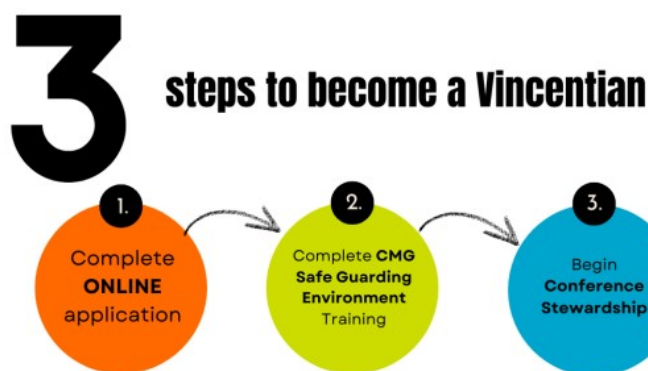 3
steps to become a Vincentian
1.
Complete
ONLINE
application
2.
Complete CMG
Safe Guarding
Environment
Training
3.
Begin
Conference
Stewardship